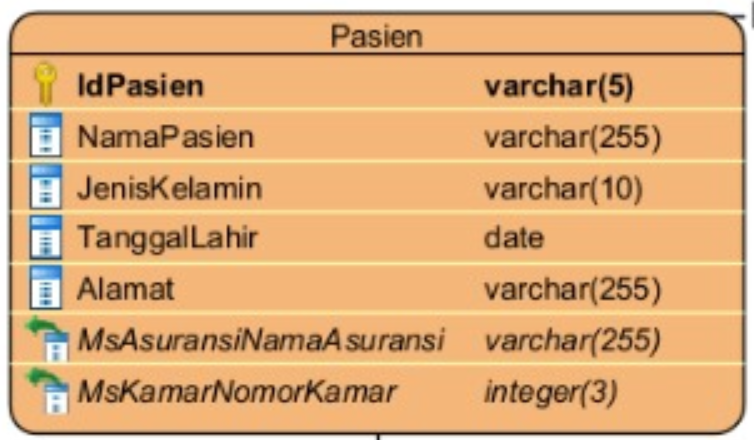 Pasien
IdPasien varchar(5)
NamaPasien varchar(255)
JenisKelamin varchar(10)
TanggalLahir date
Alamat varchar(255)
MsAsuransiNamaAsuransi varchar(255)
MsKamarNomorKamar integer(3)